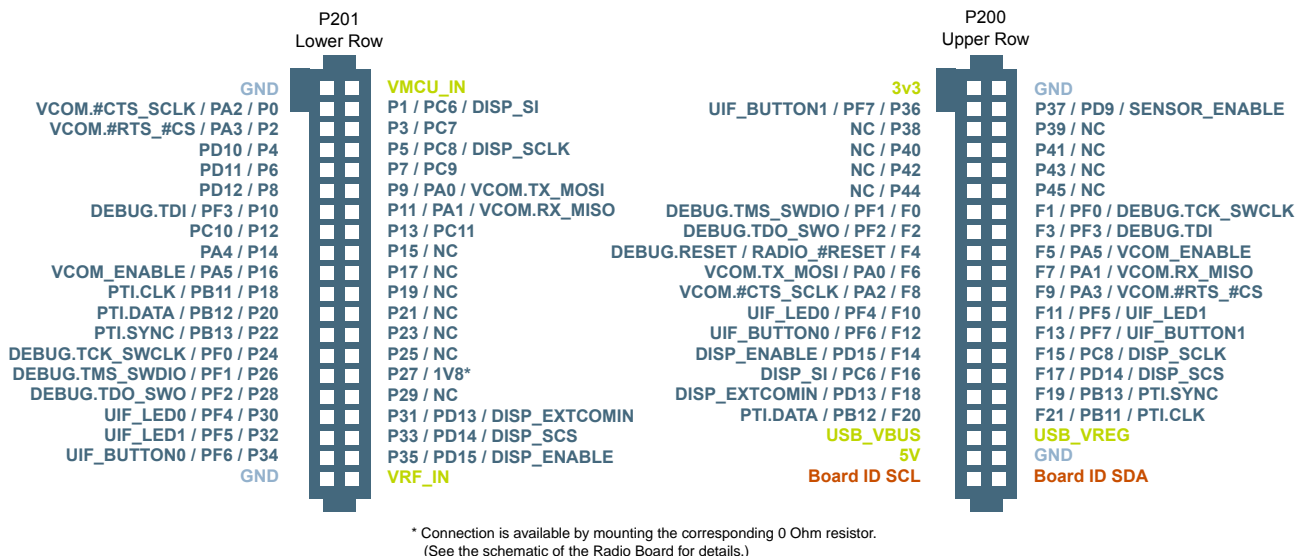 P201
Lower Row
GND
VMCU_IN
VCOM.#CTS_SCLK / PA2 / P0
P1 / PC6 / DISP_SI
VCOM.#RTS_#CS / PA3 / P2
P3 / PC7
PD10 / P4
P5 / PC8 / DISP_SCLK
PD11 / P6
P7 / PC9
PD12 / P8
P9 / PA0 / VCOM.TX_MOSI
DEBUG.TDI / PF3 / P10
P11 / PA1 / VCOM.RX_MISO
PC10 / P12
P13 / PC11
PA4 / P14
P15 / NC
VCOM_ENABLE / PA5 / P16
P17 / NC
PTI.CLK / PB11 / P18
P19 / NC
PTI.DATA / PB12 / P20
P21 / NC
PTI.SYNC / PB13 / P22
P23 / NC
DEBUG.TCK_SWCLK / PF0 / P24
P25 / NC
DEBUG.TMS_SWDIO / PF1 / P26
P27 / 1V8*
DEBUG.TDO_SWO / PF2 / P28
P29 / NC
UIF_LED0 / PF4 / P30
P31 / PD13 / DISP_EXTCOMIN
UIF_LED1 / PF5 / P32
P33 / PD14 / DISP_SCS
UIF_BUTTON0 / PF6 / P34
P35 / PD15 / DISP_ENABLE
GND
VRF_IN
P200
Upper Row
3v3
GND
UIF_BUTTON1 / PF7 / P36
P37 / PD9 / SENSOR_ENABLE
NC / P38
P39 / NC
NC / P40
P41 / NC
NC / P42
P43 / NC
NC / P44
P45 / NC
DEBUG.TMS_SWDIO / PF1 / F0
F1 / PF0 / DEBUG.TCK_SWCLK
DEBUG.TDO_SWO / PF2 / F2
F3 / PF3 / DEBUG.TDI
DEBUG.RESET / RADIO_#RESET / F4
F5 / PA5 / VCOM_ENABLE
VCOM.TX_MOSI / PA0 / F6
F7 / PA1 / VCOM.RX_MISO
VCOM.#CTS_SCLK / PA2 / F8
F9 / PA3 / VCOM.#RTS_#CS
UIF_LED0 / PF4 / F10
F11 / PF5 / UIF_LED1
UIF_BUTTON0 / PF6 / F12
F13 / PF7 / UIF_BUTTON1
DISP_ENABLE / PD15 / F14
F15 / PC8 / DISP_SCLK
DISP_SI / PC6 / F16
F17 / PD14 / DISP_SCS
DISP_EXTCOMIN / PD13 / F18
F19 / PB13 / PTI.SYNC
PTI.DATA / PB12 / F20
F21 / PB11 / PTI.CLK
USB_VBUS
USB_VREG
5V
GND
Board ID SCL
Board ID SDA
* Connection is available by mounting the corresponding 0 Ohm resistor.
(See the schematic of the Radio Board for details.)